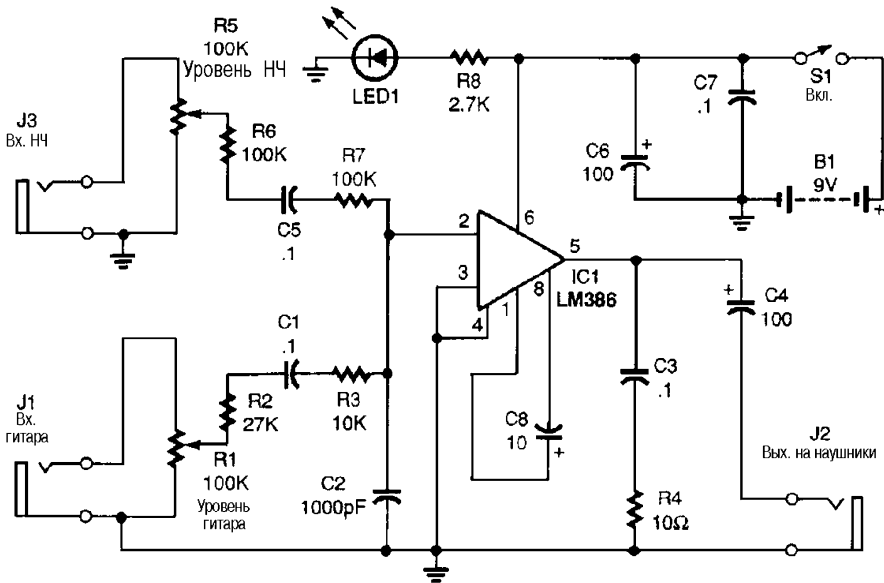 R5
100K
Уровень НЧ
J3
Вх. НЧ
R6
100K
R7
100K
C5
.1
LED1
R8
2.7K
C7
.1
S1
Вкл.
C6
100
+
B1
9V
+
2
6
3
4
1
8
5
IC1
LM386
+
C4
100
C1
.1
R2
27K
R3
10K
J1
Вх.
гитара
R1
100K
Уровень
гитара
C2
1000pF
C8
10
+
C3
.1
R4
10Ω
J2
Вых. на наушники